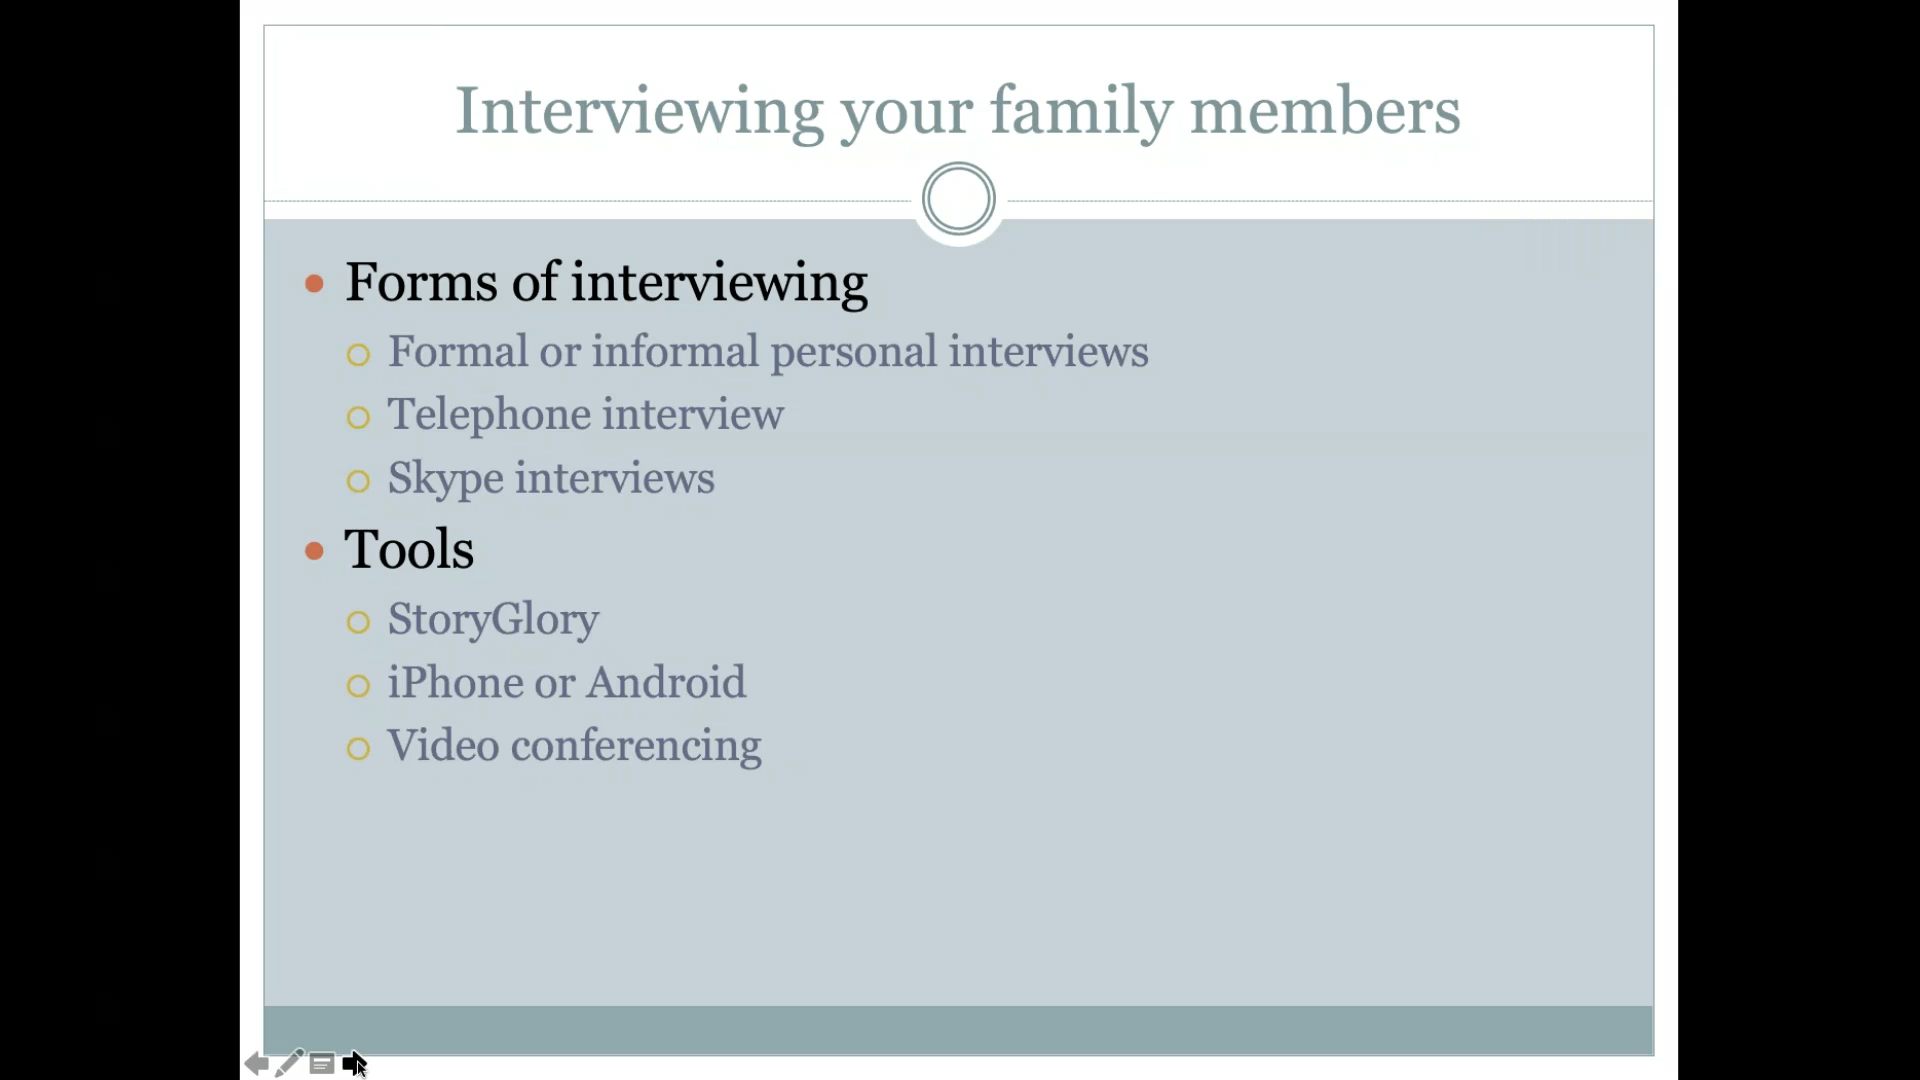 Interviewing your family members
Forms of interviewing
Formal or informal personal interviews
Telephone interview
Skype interviews
Tools
StoryGlory
iPhone or Android
Video conferencing